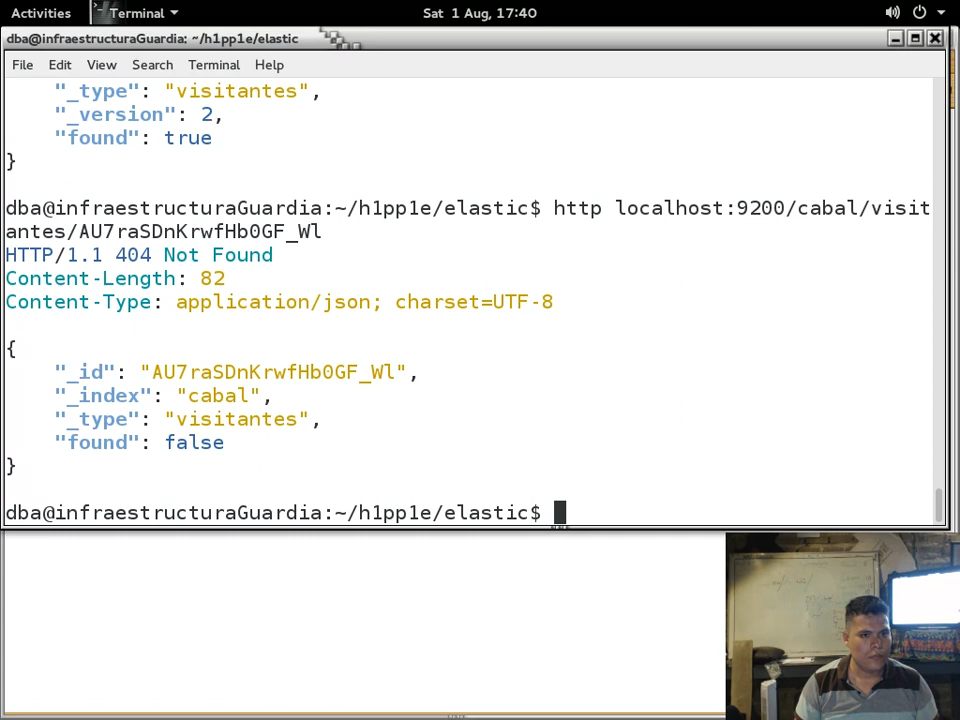 Activities Terminal Sat 1 Aug, 17:40
dba@infraestructuraGuardia: ~/h1pp1e/elastic
File Edit View Search Terminal Help
"_type": "visitantes",
"_version": 2,
"found": true
}
dba@infraestructuraGuardia:~/h1pp1e/elastic$ http localhost:9200/cabal/visit
antes/AU7raSDnKrwfHb0GF_Wl
HTTP/1.1 404 Not Found
Content-Length: 82
Content-Type: application/json; charset=UTF-8
{
"_id": "AU7raSDnKrwfHb0GF_Wl",
"_index": "cabal",
"_type": "visitantes",
"found": false
}
dba@infraestructuraGuardia:~/h1pp1e/elastic$